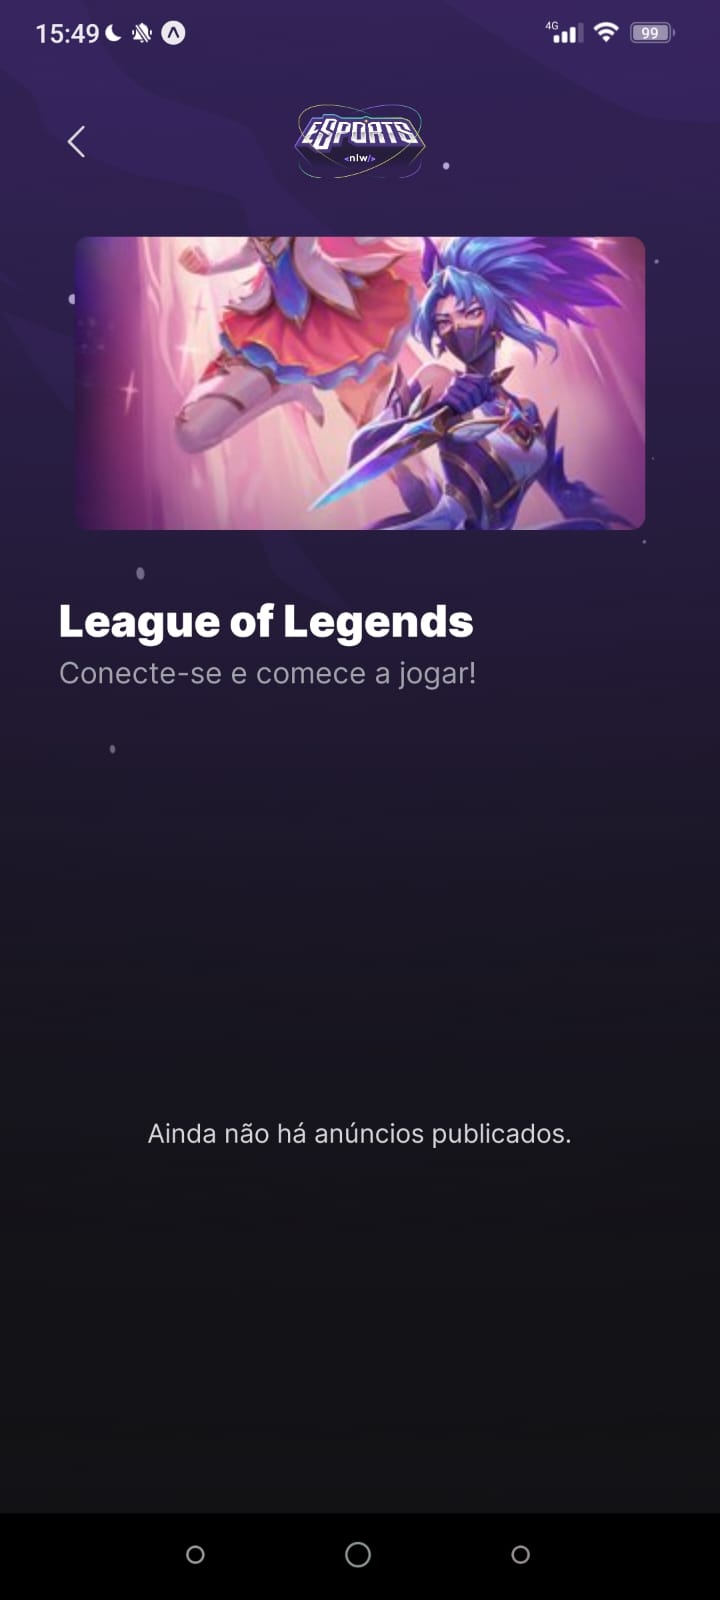 15:49
4G
99
ESPORTS
<nlw/>
League of Legends
Conecte-se e comece a jogar!
Ainda não há anúncios publicados.